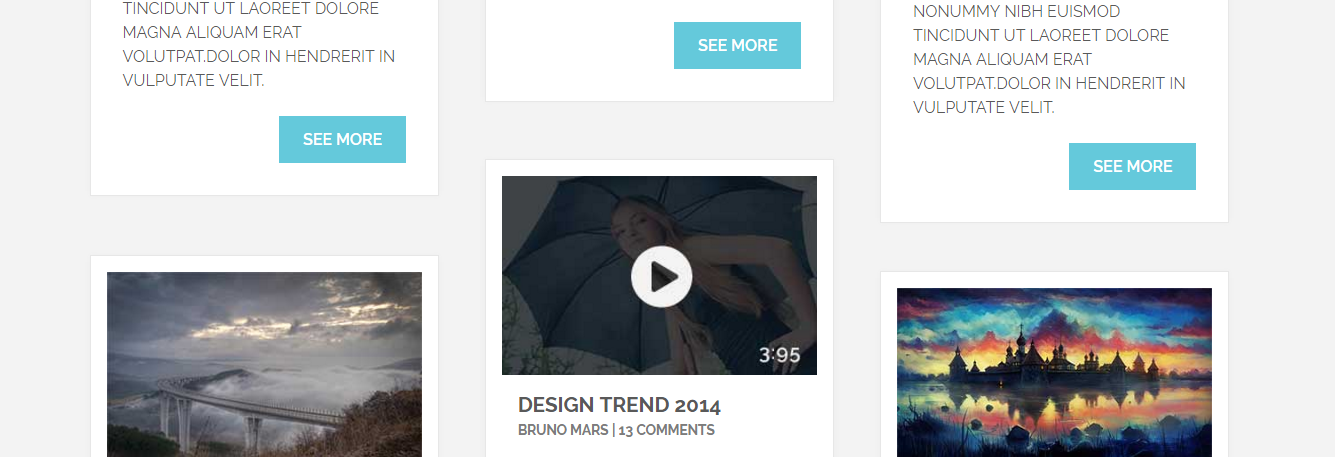 TINCIDUNT UT LAOREET DOLORE
MAGNA ALIQUAM ERAT
VOLUTPAT.DOLOR IN HENDRERIT IN
VULPUTATE VELIT.
SEE MORE
SEE MORE
3:95
DESIGN TREND 2014
BRUNO MARS | 13 COMMENTS
NONUMMY NIBH EUISMOD
TINCIDUNT UT LAOREET DOLORE
MAGNA ALIQUAM ERAT
VOLUTPAT.DOLOR IN HENDRERIT IN
VULPUTATE VELIT.
SEE MORE